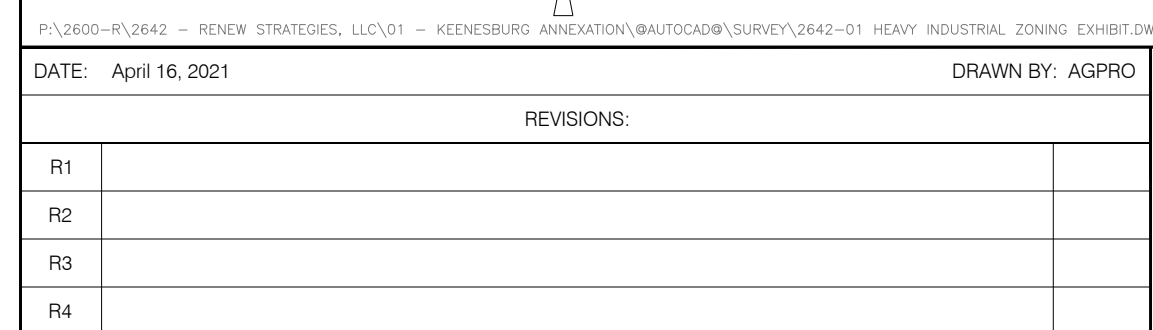 P:\2600-R\2642 - RENEW STRATEGIES, LLC\01 - KEENESBURG ANNEXATION\@AUTOCAD@\SURVEY\2642-01 HEAVY INDUSTRIAL ZONING EXHIBIT.DW
DATE: April 16, 2021 DRAWN BY: AGPRO
REVISIONS:
R1
R2
R3
R4